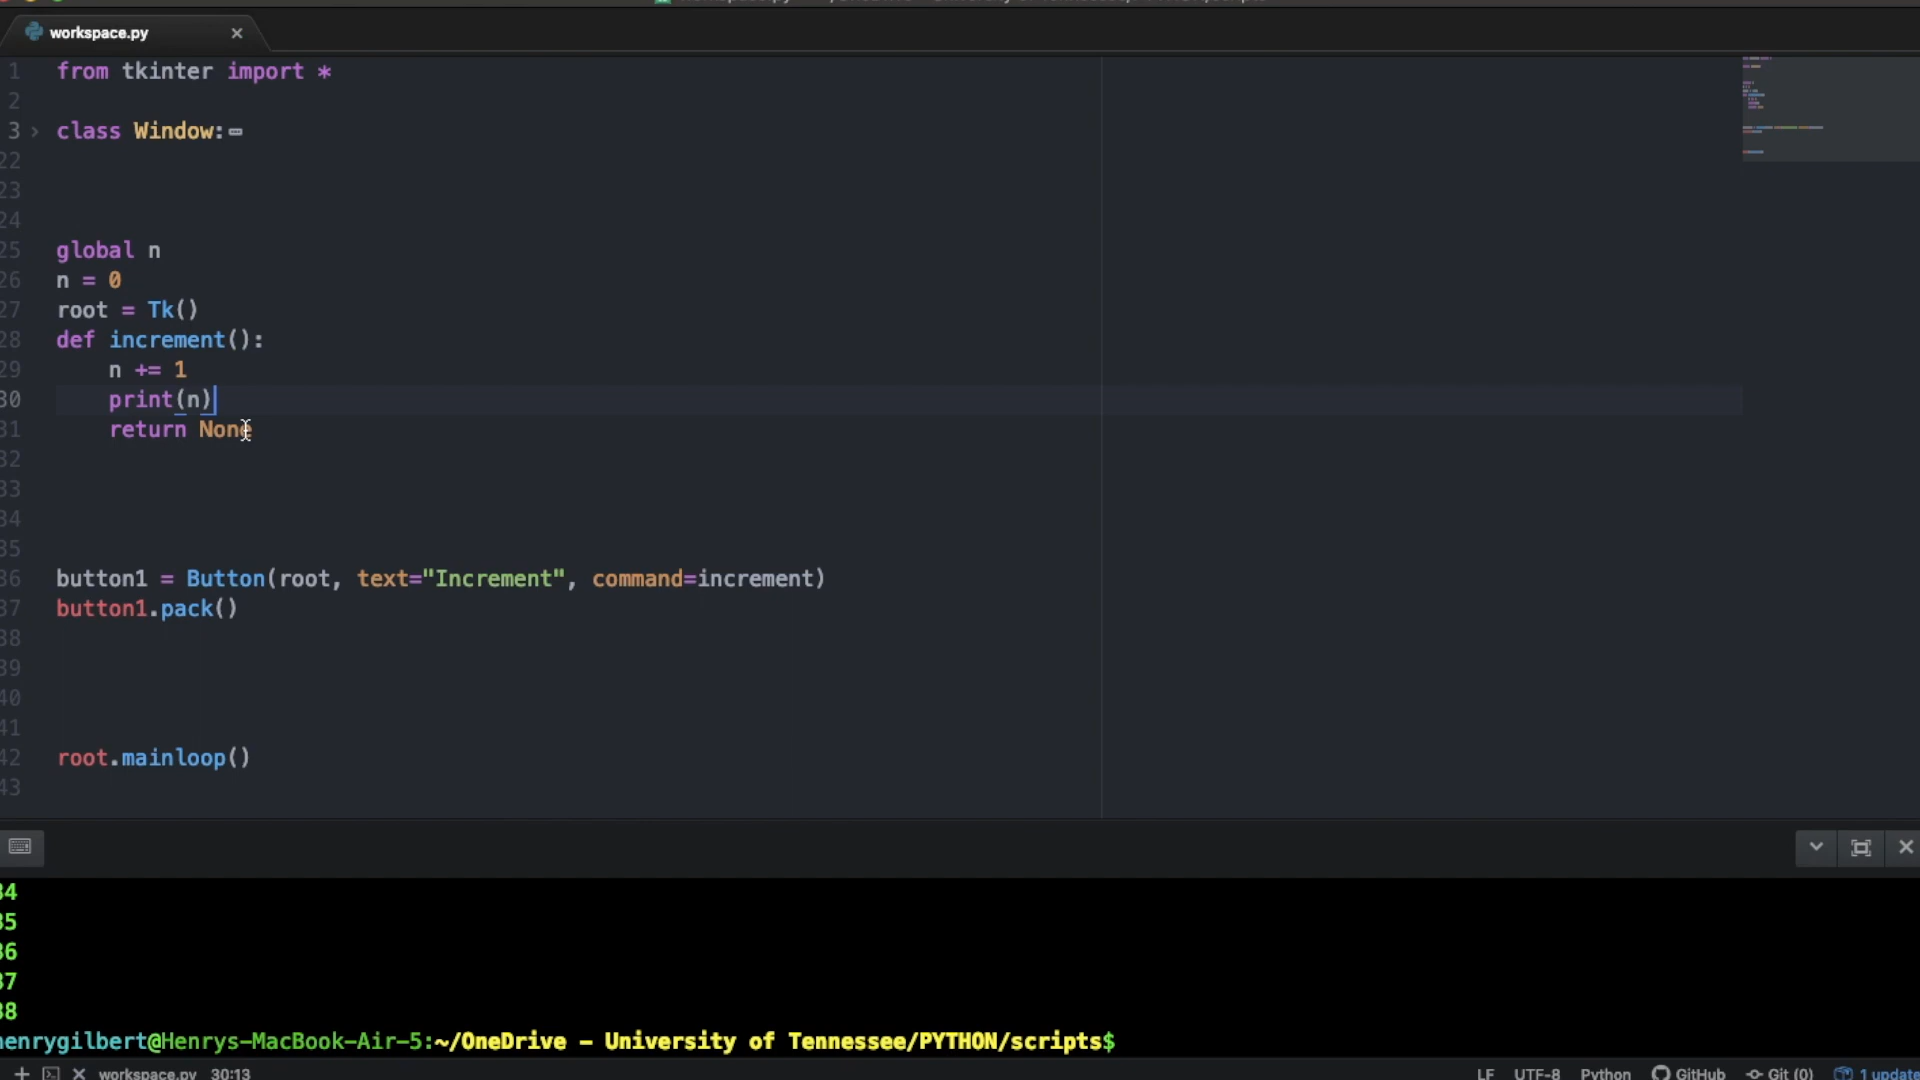 workspace.py
1 from tkinter import *
2
3 class Window:
22
23
24
25 global n
26 n = 0
27 root = Tk()
28 def increment():
29 n += 1
30 print(n)
31 return None
32
33
34
35
36 button1 = Button(root, text="Increment", command=increment)
37 button1.pack()
38
39
40
41
42 root.mainloop()
43
34
35
36
37
38
henrygilbert@Henrys-MacBook-Air-5:~/OneDrive - University of Tennessee/PYTHON/scripts$
workspace.py 30:13 LF UTF-8 Python GitHub Git (0) 1 update